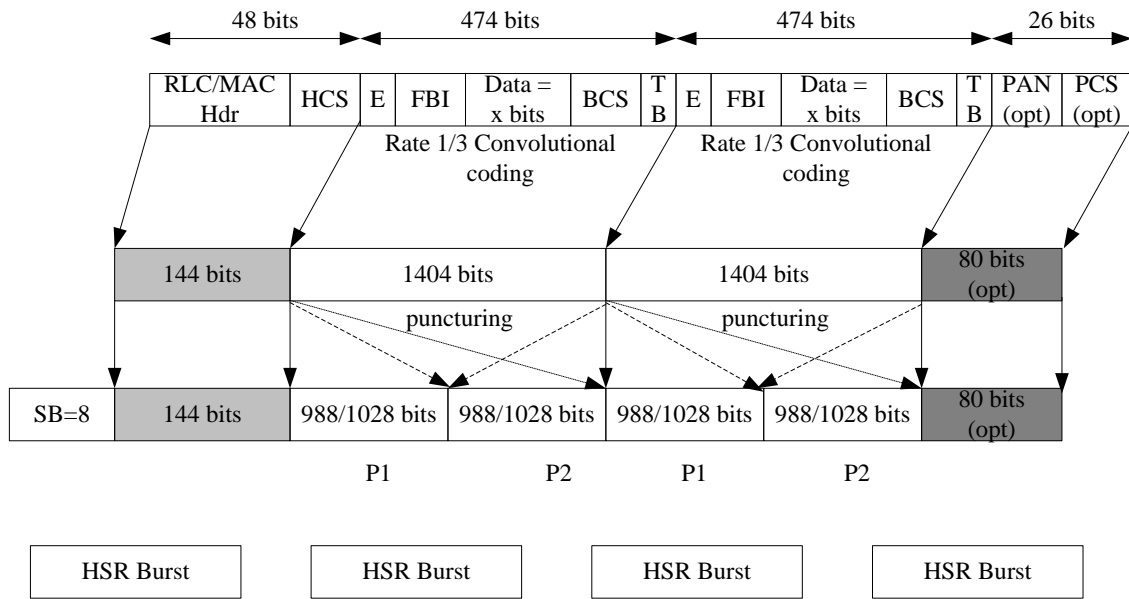 48 bits
474 bits
474 bits
26 bits
RLC/MAC
Hdr
HCS
E
FBI
Data =
x bits
BCS
T
B
E
FBI
Data =
x bits
BCS
T
B
PAN
(opt)
PCS
(opt)
Rate 1/3 Convolutional
coding
Rate 1/3 Convolutional
coding
144 bits
1404 bits
1404 bits
80 bits
(opt)
puncturing
puncturing
SB=8
144 bits
988/1028 bits
988/1028 bits
988/1028 bits
988/1028 bits
80 bits
(opt)
P1
P2
P1
P2
HSR Burst
HSR Burst
HSR Burst
HSR Burst